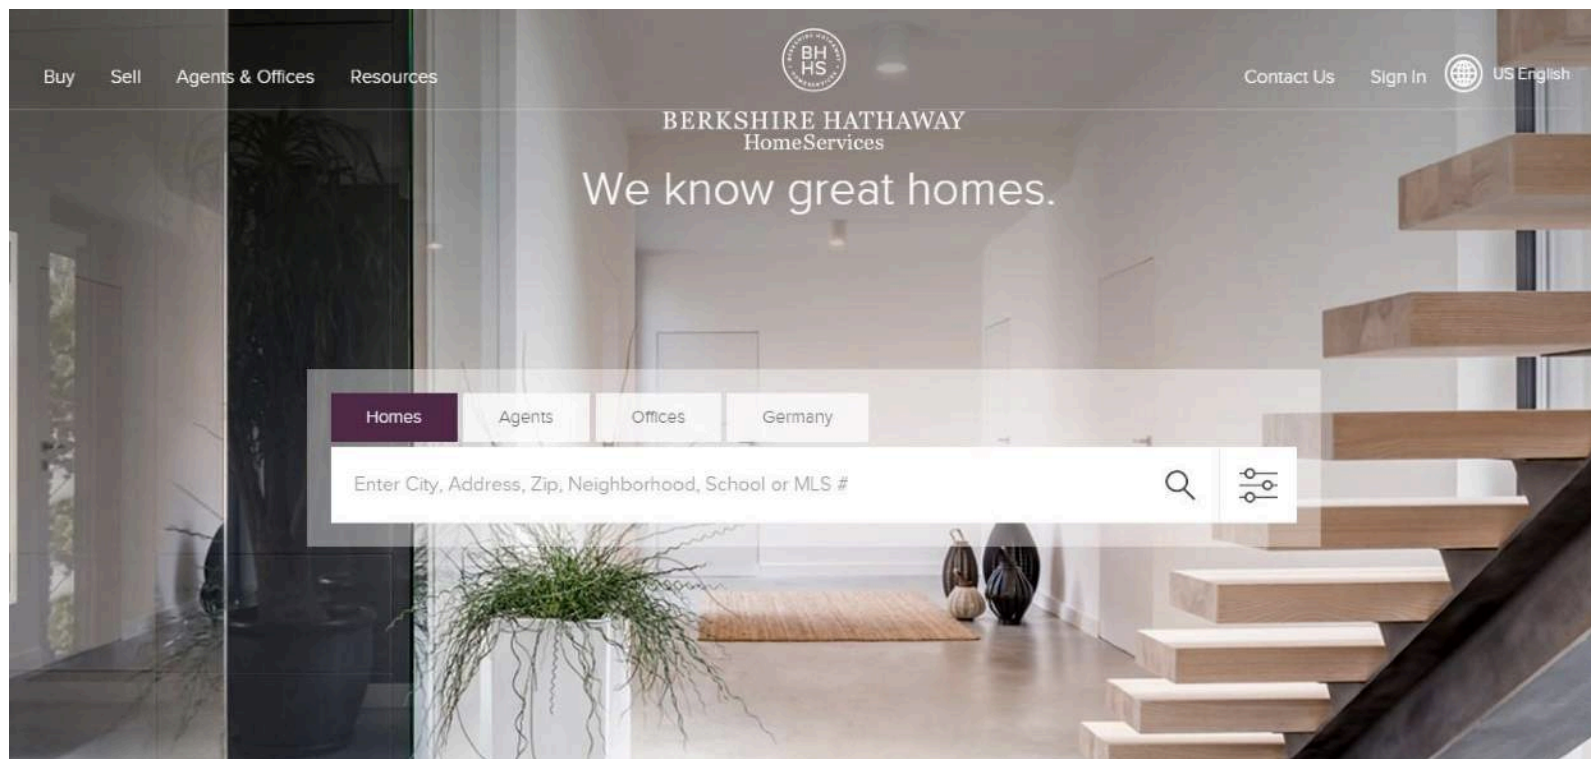 Buy Sell Agents & Offices Resources
BH
HS
BERKSHIRE HATHAWAY
HomeServices
Contact Us Sign In US English
We know great homes.
Homes Agents Offices Germany
Enter City, Address, Zip, Neighborhood, School or MLS #